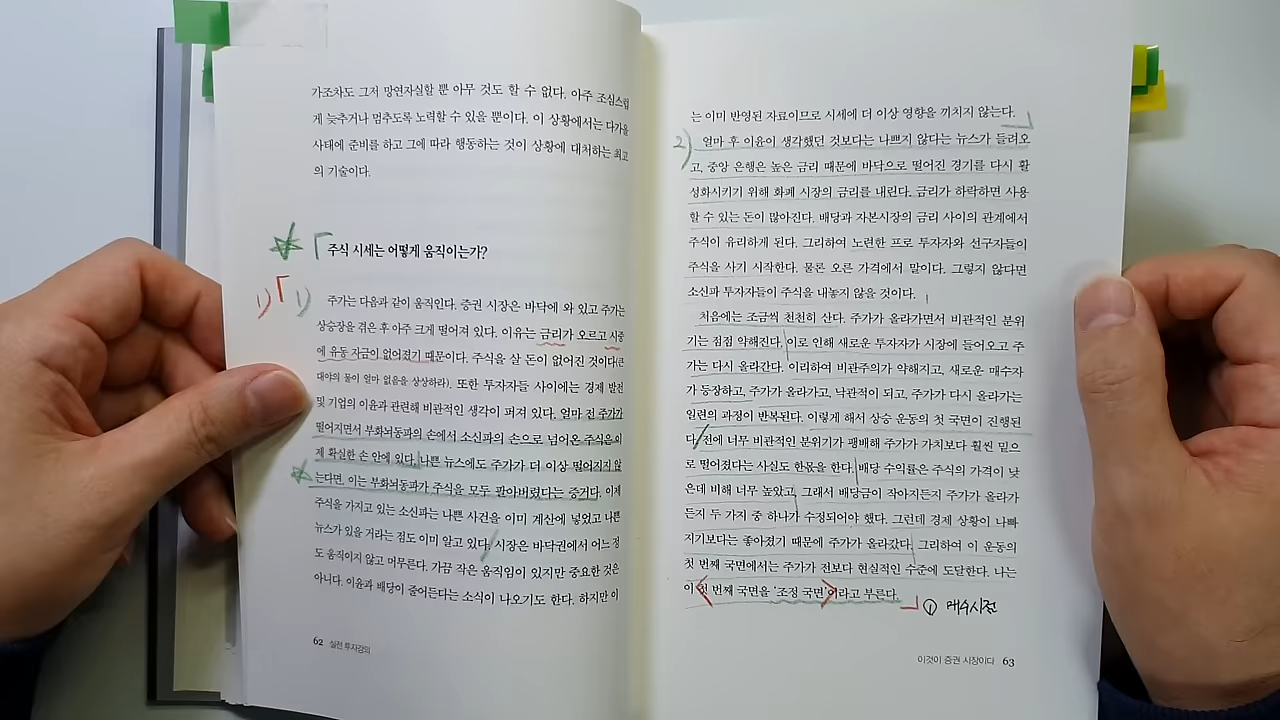 가조차도 그저 망연자실할 뿐 아무 것도 할 수 없다. 아주 조심스럽
게 늦추거나 멈추도록 노력할 수 있을 뿐이다. 이 상황에서는 다가올
사태에 준비를 하고 그에 따라 행동하는 것이 상황에 대처하는 최고
의 기술이다.
주식 시세는 어떻게 움직이는가?
1) 1)
주가는 다음과 같이 움직인다. 증권 시장은 바닥에 와 있고 주가는
상승장을 겪은 후 아주 크게 떨어져 있다. 이유는 금리가 오르고 시중
에 유동 자금이 없어졌기 때문이다. 주식을 살 돈이 없어진 것이다(큰
대야의 물이 얼마 없음을 상상하라). 또한 투자자들 사이에는 경제 발전
및 기업의 이윤과 관련해 비관적인 생각이 퍼져 있다. 얼마 전 주가가
떨어지면서 부화뇌동파의 손에서 소신파의 손으로 넘어온 주식은 이
제 확실한 손 안에 있다. 나쁜 뉴스에도 주가가 더 이상 떨어지지 않
는다면, 이는 부화뇌동파가 주식을 모두 팔아버렸다는 증거다. 이제
주식을 가지고 있는 소신파는 나쁜 사건을 이미 계산에 넣었고 나쁜
뉴스가 있을 거라는 점도 이미 알고 있다. 시장은 바닥권에서 어느 정
도 움직이지 않고 머무른다. 가끔 작은 움직임이 있지만 중요한 것은
아니다. 이윤과 배당이 줄어든다는 소식이 나오기도 한다. 하지만 이
62 실전 투자강의
는 이미 반영된 자료이므로 시세에 더 이상 영향을 끼치지 않는다.
2) 얼마 후 이윤이 생각했던 것보다는 나쁘지 않다는 뉴스가 들려오
고, 중앙 은행은 높은 금리 때문에 바닥으로 떨어진 경기를 다시 활
성화시키기 위해 화폐 시장의 금리를 내린다. 금리가 하락하면 사용
할 수 있는 돈이 많아진다. 배당과 자본시장의 금리 사이의 관계에서
주식이 유리하게 된다. 그리하여 노련한 프로 투자자와 선구자들이
주식을 사기 시작한다. 물론 오른 가격에서 말이다. 그렇지 않다면
소신파 투자자들이 주식을 내놓지 않을 것이다.
처음에는 조금씩 천천히 산다. 주가가 올라가면서 비관적인 분위
기는 점점 약해진다. 이로 인해 새로운 투자자가 시장에 들어오고 주
가는 다시 올라간다. 이리하여 비관주의가 약해지고, 새로운 매수자
가 등장하고, 주가가 올라가고, 낙관적이 되고, 주가가 다시 올라가는
일련의 과정이 반복된다. 이렇게 해서 상승 운동의 첫 국면이 진행된
다. 전에 너무 비관적인 분위기가 팽배해 주가가 가치보다 훨씬 밑으
로 떨어졌다는 사실도 한몫을 한다. 배당 수익률은 주식의 가격이 낮
은데 비해 너무 높았고, 그래서 배당금이 작아지든지 주가가 올라가
든지 두 가지 중 하나가 수정되어야 했다. 그런데 경제 상황이 나빠
지기보다는 좋아졌기 때문에 주가가 올라갔다. 그리하여 이 운동의
첫 번째 국면에서는 주가가 전보다 현실적인 수준에 도달한다. 나는
이 첫 번째 국면을 '조정 국면'이라고 부른다.
① 매수시점
이것이 증권 시장이다 63